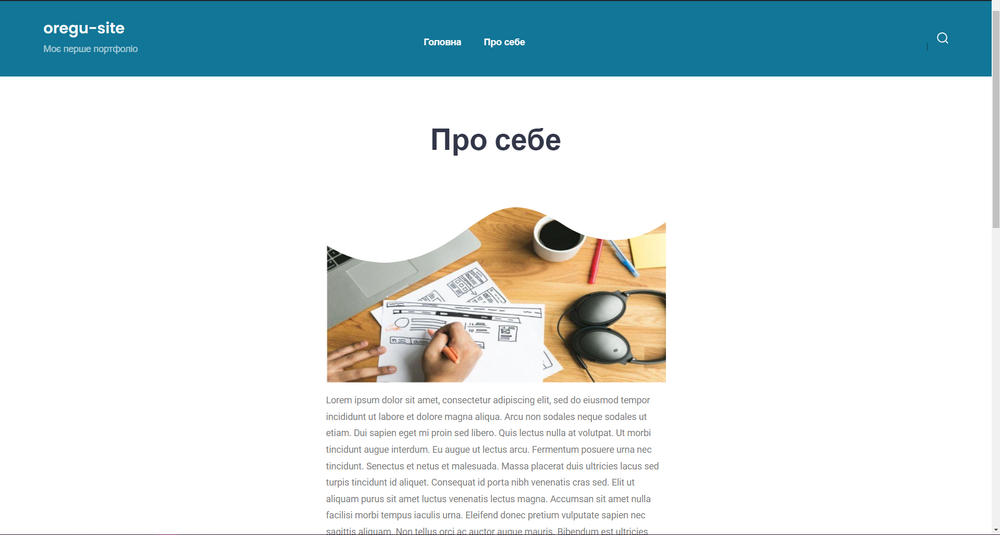 oregu-site
Моє перше портфоліо
Головна
Про себе
Про себе
Lorem ipsum dolor sit amet, consectetur adipiscing elit, sed do eiusmod tempor
incididunt ut labore et dolore magna aliqua. Arcu non sodales neque sodales ut
etiam. Dui sapien eget mi proin sed libero. Quis lectus nulla at volutpat. Ut morbi
tincidunt augue interdum. Eu augue ut lectus arcu. Fermentum posuere urna nec
tincidunt. Senectus et netus et malesuada. Massa placerat duis ultricies lacus sed
turpis tincidunt id aliquet. Consequat id porta nibh venenatis cras sed. Elit ut
aliquam purus sit amet luctus venenatis lectus magna. Accumsan sit amet nulla
facilisi morbi tempus iaculis urna. Eleifend donec pretium vulputate sapien nec
sagittis aliquam. Non tellus orci ac auctor augue mauris. Bibendum est ultricies